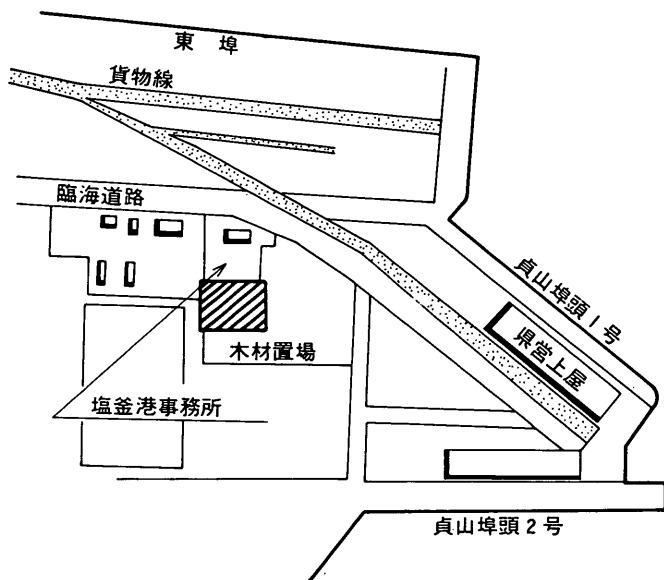 東埠
貨物線
臨海道路
貞山埠頭1号
県営上屋
木材置場
塩釜港事務所
貞山埠頭2号